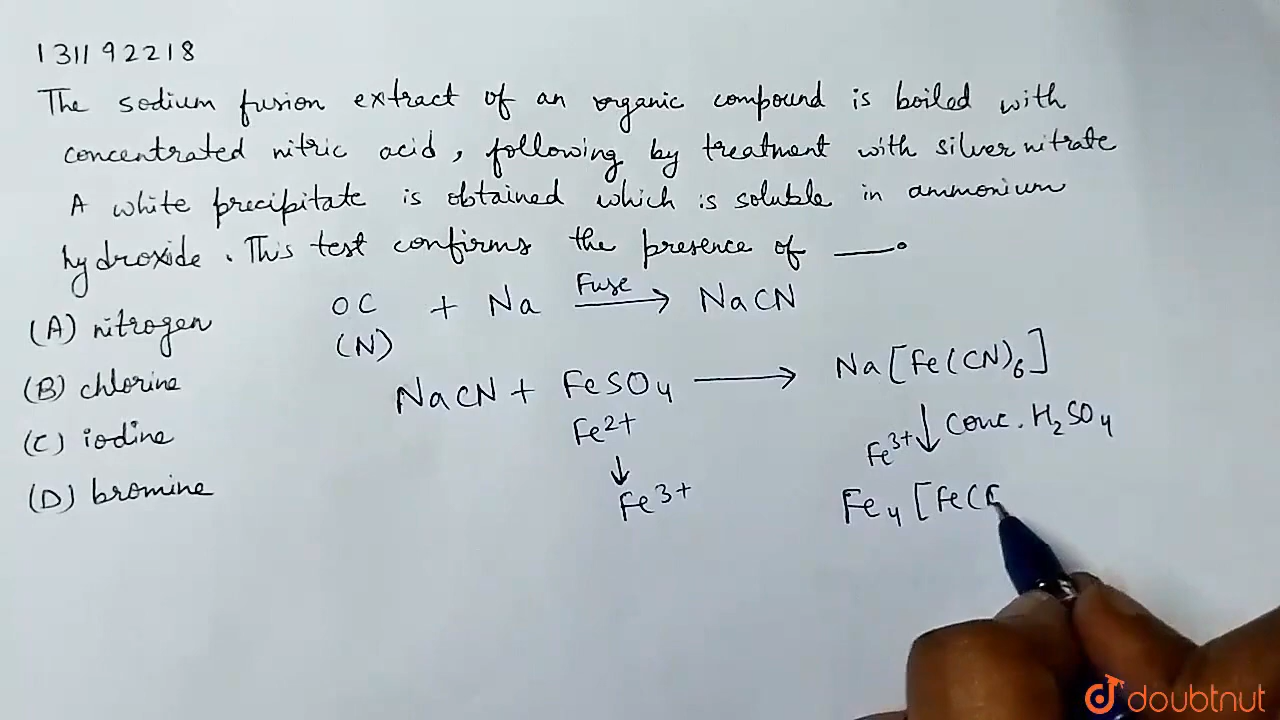 131192218
The sodium fusion extract of an organic compound is boiled with
concentrated nitric acid, following by treatment with silver nitrate
A white precipitate is obtained which is soluble in ammonium
hydroxide. This test confirms the presence of ___.
(A) nitrogen
(B) chlorine
(C) iodine
(D) bromine
OC + Na Fuse → NaCN
(N)
NaCN + FeSO4 → Na[Fe(CN)6]
Fe2+
↓
Fe3+
Fe3+ ↓ Conc. H2SO4
Fe4[Fe(C
doubtnut